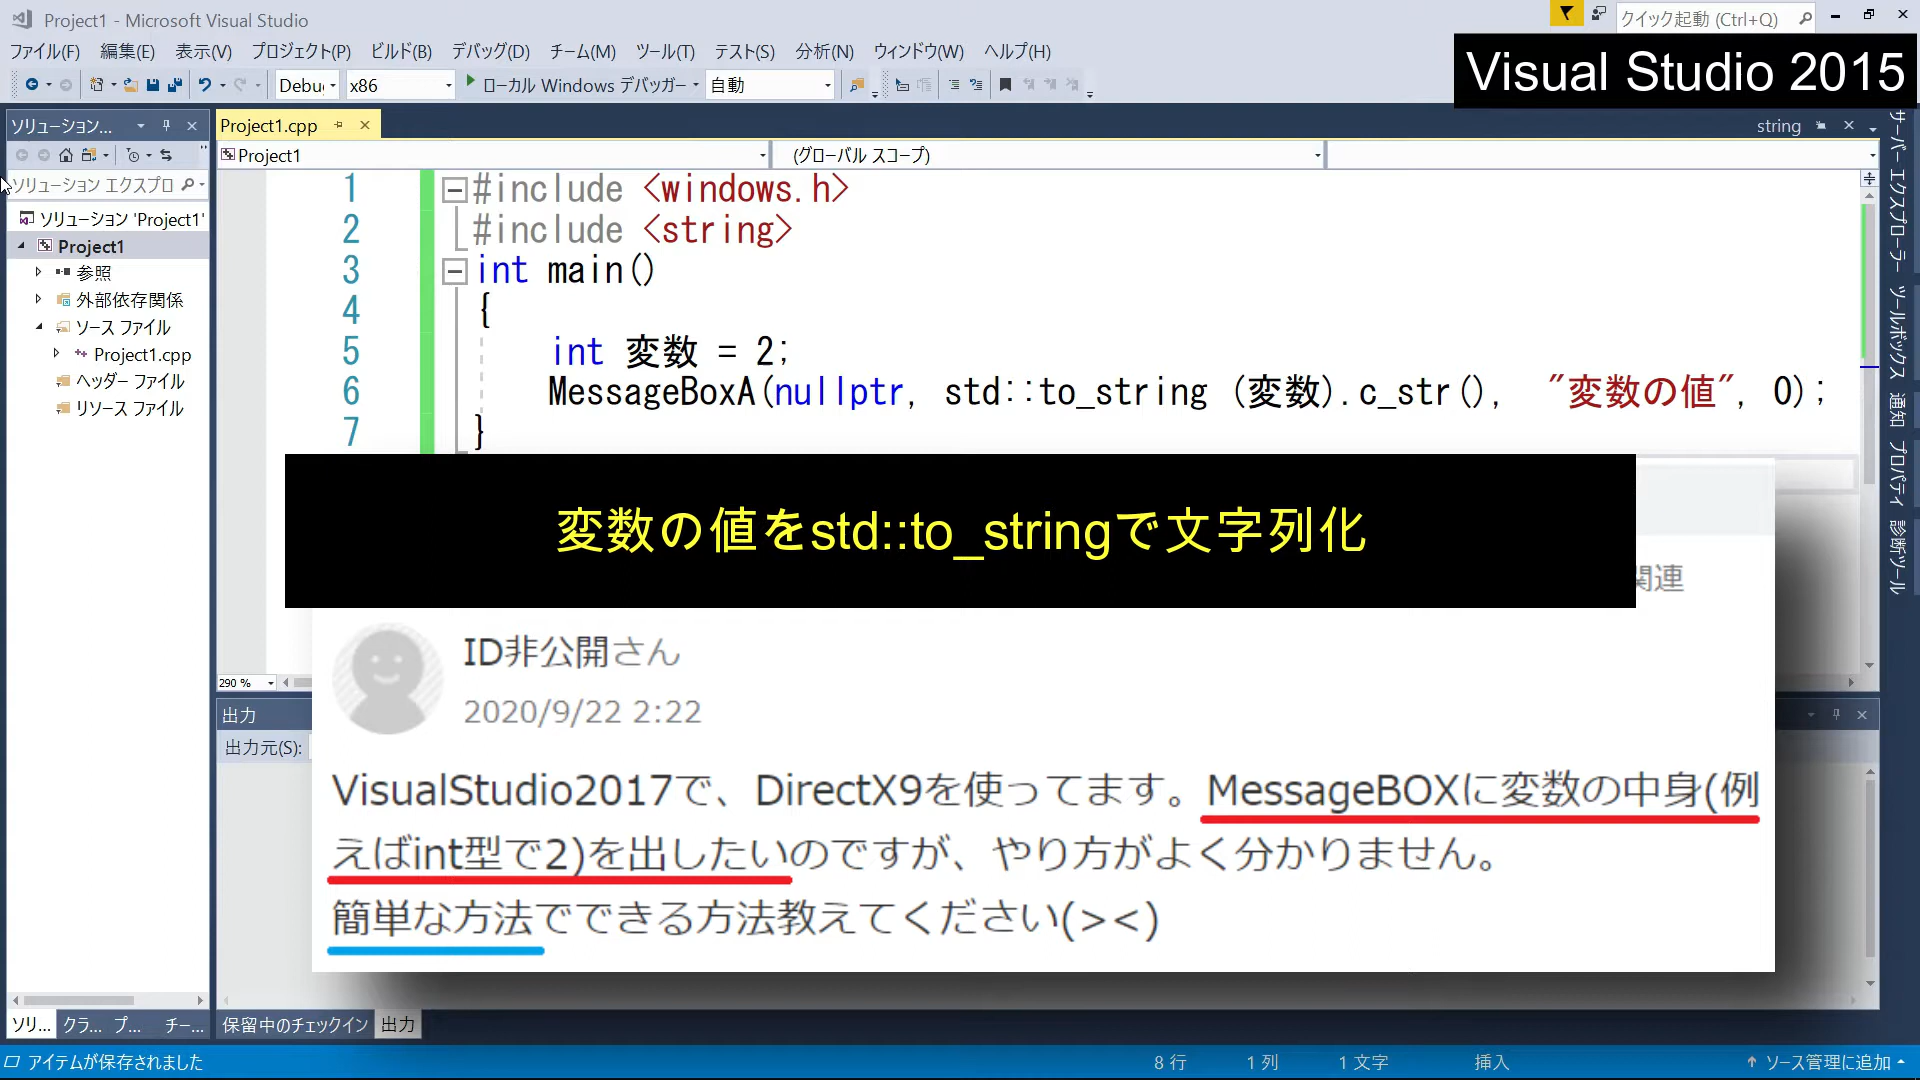 Project1 - Microsoft Visual Studio
クイック起動 (Ctrl+Q)
ファイル(F) 編集(E) 表示(V) プロジェクト(P) ビルド(B) デバッグ(D) チーム(M) ツール(T) テスト(S) 分析(N) ウィンドウ(W) ヘルプ(H)
Visual Studio 2015
x86 ローカル Windows デバッガー 自動
ソリューション...
Project1.cpp
string
Project1
(グローバル スコープ)
ソリューション エクスプロ
ソリューション 'Project1'
Project1
参照
外部依存関係
ソース ファイル
Project1.cpp
ヘッダー ファイル
リソース ファイル
1 #include <windows.h>
2 #include <string>
3 int main()
4 {
5 int 変数 = 2;
6 MessageBoxA(nullptr, std::to_string (変数).c_str(), "変数の値", 0);
7 }
変数の値をstd::to_stringで文字列化
関連
ID非公開さん
2020/9/22 2:22
VisualStudio2017で、DirectX9を使ってます。MessageBOXに変数の中身(例
えばint型で2)を出したいのですが、やり方がよく分かりません。
簡単な方法でできる方法教えてください(><)
290 %
出力
出力元(S):
サーバー エクスプローラー
ツールボックス
通知
プロパティ
診断ツール
ソリ... クラ... プ... チー...
保留中のチェックイン 出力
アイテムが保存されました
8 行 1 列 1 文字 挿入
ソース管理に追加